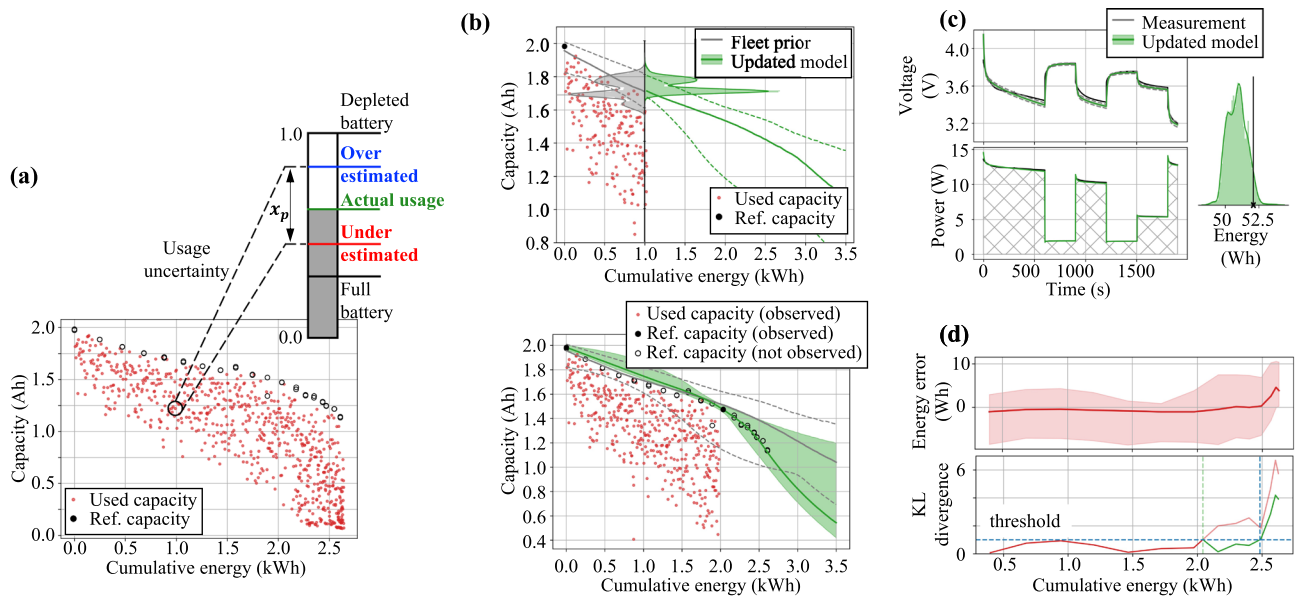 (a)
Depleted
battery
1.0
Over
estimated
Actual usage
x_p
Under
estimated
Usage
uncertainty
Full
battery
0.0
2.0
1.5
1.0
0.5
0.0
Capacity (Ah)
Used capacity
Ref. capacity
0.0 0.5 1.0 1.5 2.0 2.5
Cumulative energy (kWh)
(b)
Fleet prior
Updated model
2.0
1.8
1.6
1.4
1.2
1.0
0.8
Capacity (Ah)
Used capacity
Ref. capacity
0.0 0.5 1.0 1.5 2.0 2.5 3.0 3.5
Cumulative energy (kWh)
Used capacity (observed)
Ref. capacity (observed)
Ref. capacity (not observed)
2.0
1.8
1.6
1.4
1.2
1.0
0.8
0.6
0.4
Capacity (Ah)
0.0 0.5 1.0 1.5 2.0 2.5 3.0 3.5
Cumulative energy (kWh)
(c)
Measurement
Updated model
Voltage
(V)
4.0
3.6
3.2
Power (W)
15
10
5
0
0 500 1000 1500
Time (s)
50 52.5
Energy
(Wh)
(d)
Energy error
(Wh)
10
0
KL
divergence
6
threshold
0
0.5 1.0 1.5 2.0 2.5
Cumulative energy (kWh)